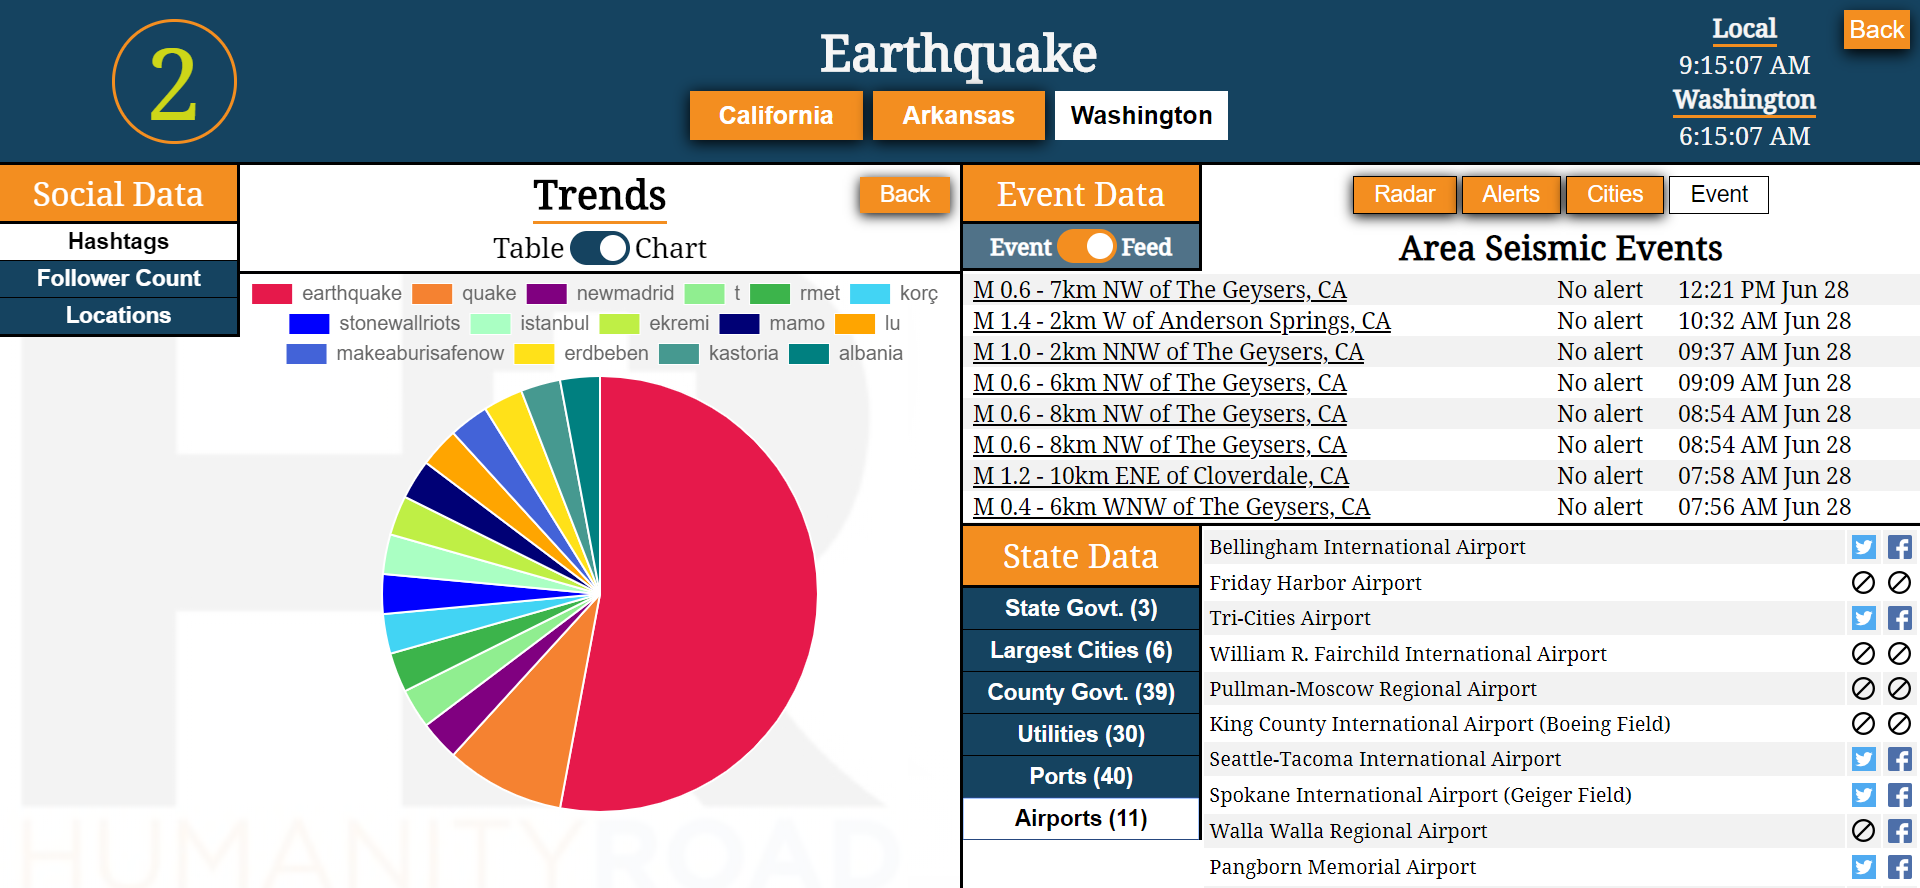 2
Earthquake
California Arkansas Washington
Local
9:15:07 AM
Washington
6:15:07 AM
Back
Social Data
Hashtags
Follower Count
Locations
Trends
Back
Table Chart
earthquake quake newmadrid t rmet korç
stonewallriots istanbul ekremi mamo lu
makeaburisafenow erdbeben kastoria albania
HUMANITY ROAD
Event Data
Event Feed
Radar Alerts Cities Event
Area Seismic Events
M 0.6 - 7km NW of The Geysers, CA No alert 12:21 PM Jun 28
M 1.4 - 2km W of Anderson Springs, CA No alert 10:32 AM Jun 28
M 1.0 - 2km NNW of The Geysers, CA No alert 09:37 AM Jun 28
M 0.6 - 6km NW of The Geysers, CA No alert 09:09 AM Jun 28
M 0.6 - 8km NW of The Geysers, CA No alert 08:54 AM Jun 28
M 0.6 - 8km NW of The Geysers, CA No alert 08:54 AM Jun 28
M 1.2 - 10km ENE of Cloverdale, CA No alert 07:58 AM Jun 28
M 0.4 - 6km WNW of The Geysers, CA No alert 07:56 AM Jun 28
State Data
State Govt. (3)
Largest Cities (6)
County Govt. (39)
Utilities (30)
Ports (40)
Airports (11)
Bellingham International Airport
Friday Harbor Airport
Tri-Cities Airport
William R. Fairchild International Airport
Pullman-Moscow Regional Airport
King County International Airport (Boeing Field)
Seattle-Tacoma International Airport
Spokane International Airport (Geiger Field)
Walla Walla Regional Airport
Pangborn Memorial Airport